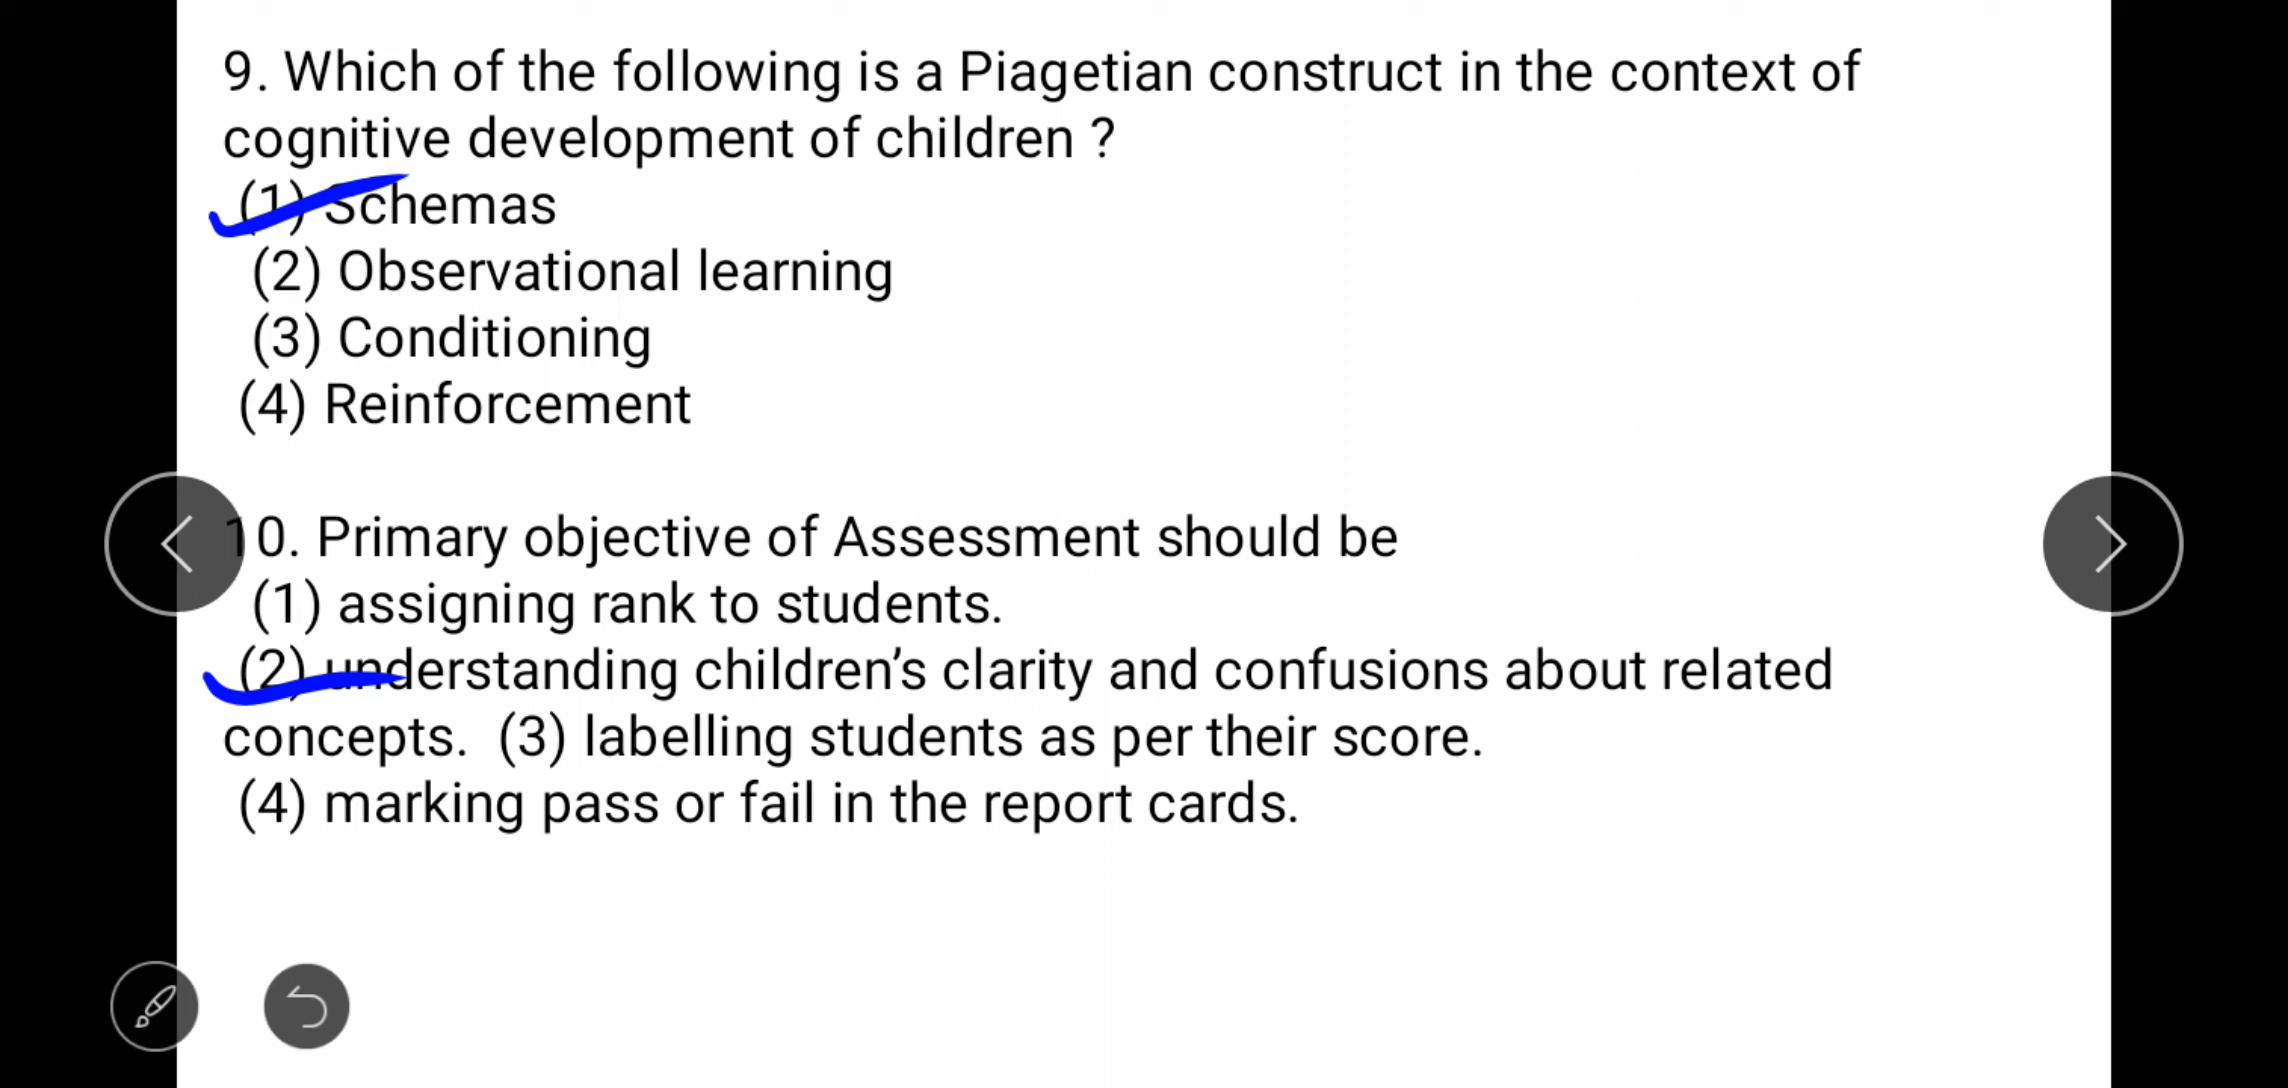 9. Which of the following is a Piagetian construct in the context of
cognitive development of children ?
(1) Schemas
(2) Observational learning
(3) Conditioning
(4) Reinforcement
10. Primary objective of Assessment should be
(1) assigning rank to students.
(2) understanding children’s clarity and confusions about related
concepts.  (3) labelling students as per their score.
(4) marking pass or fail in the report cards.